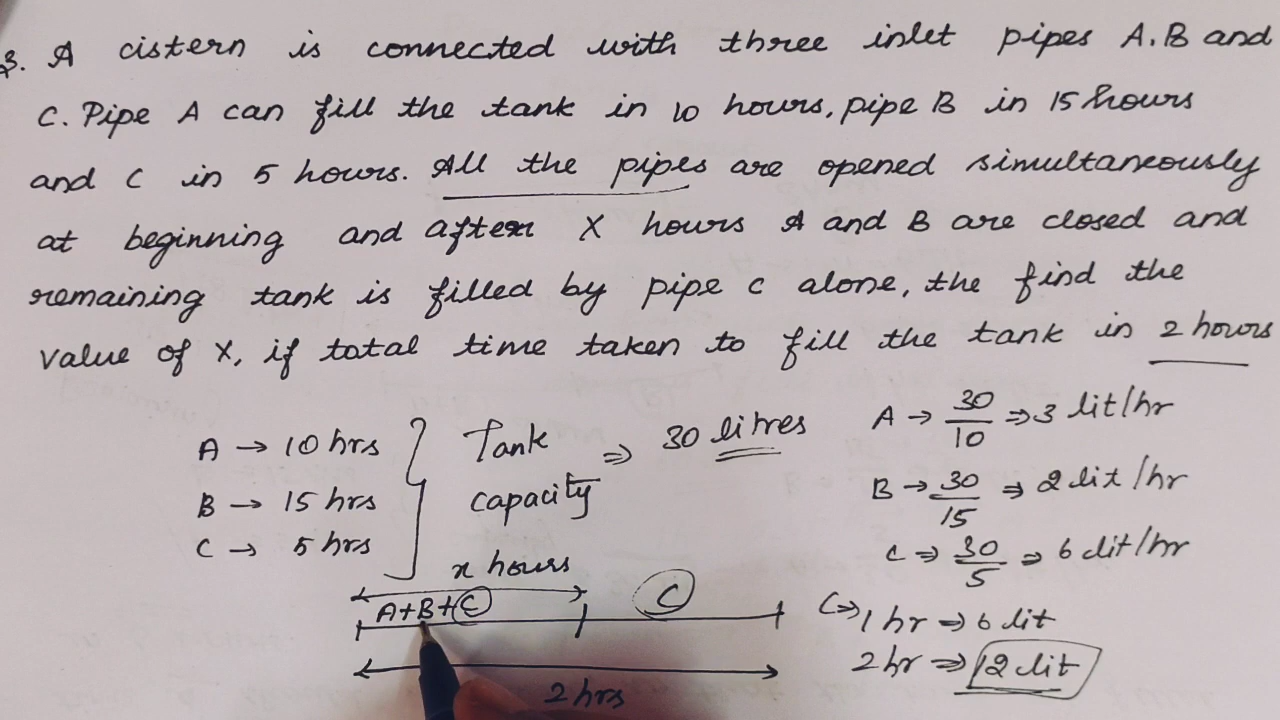 3. A cistern is connected with three inlet pipes A, B and
C. Pipe A can fill the tank in 10 hours, pipe B in 15 hours
and C in 5 hours. All the pipes are opened simultaneously
at beginning and after X hours A and B are closed and
remaining tank is filled by pipe C alone, the find the
value of X, if total time taken to fill the tank in 2 hours
A → 10 hrs
B → 15 hrs
C → 5 hrs
Tank
capacity
⇒ 30 litres
A → 30/10 ⇒ 3 lit/hr
B → 30/15 ⇒ 2 lit/hr
C ⇒ 30/5 ⇒ 6 lit/hr
x hours
A+B+C C
2 hrs
C ⇒ 1 hr ⇒ 6 lit
2 hr ⇒ 12 lit